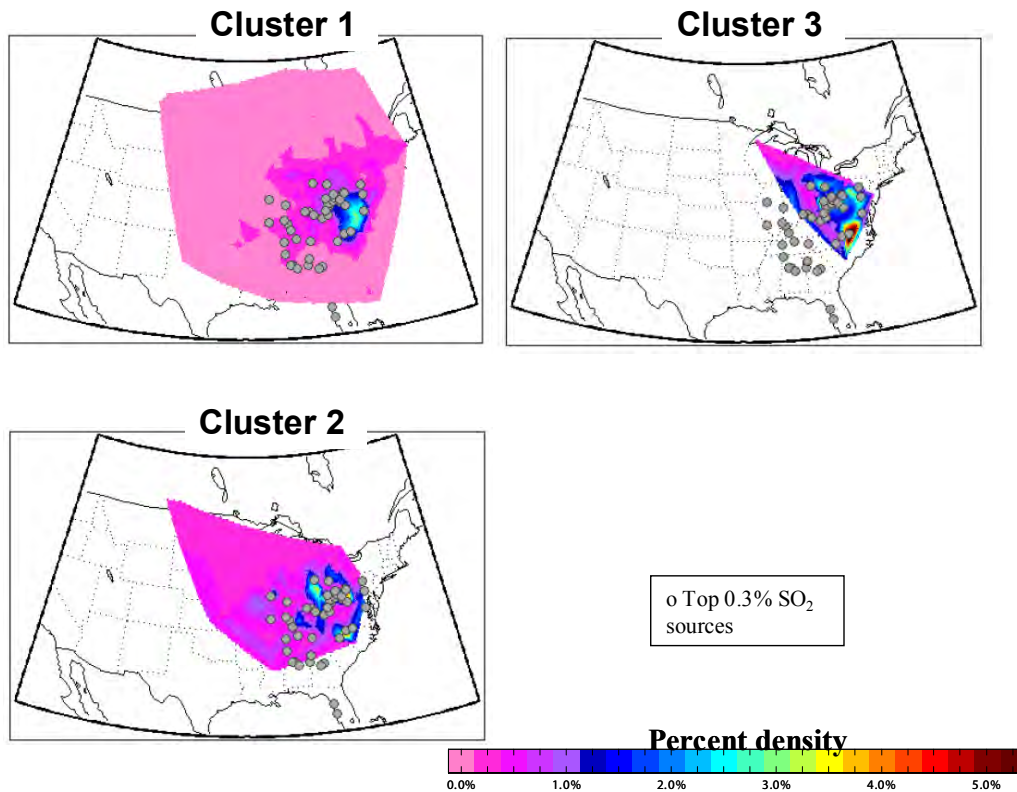 Cluster 1
Cluster 3
Cluster 2
o Top 0.3% SO₂
sources
Percent density
0.0% 1.0% 2.0% 3.0% 4.0% 5.0%